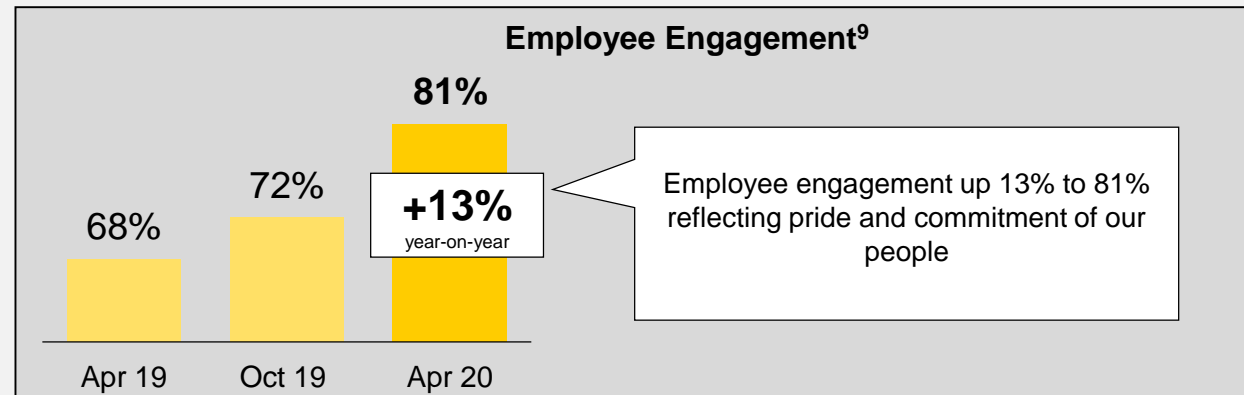 Employee Engagement⁹
81%
72%
68%
+13%
year-on-year
Employee engagement up 13% to 81%
reflecting pride and commitment of our
people
Apr 19 Oct 19 Apr 20